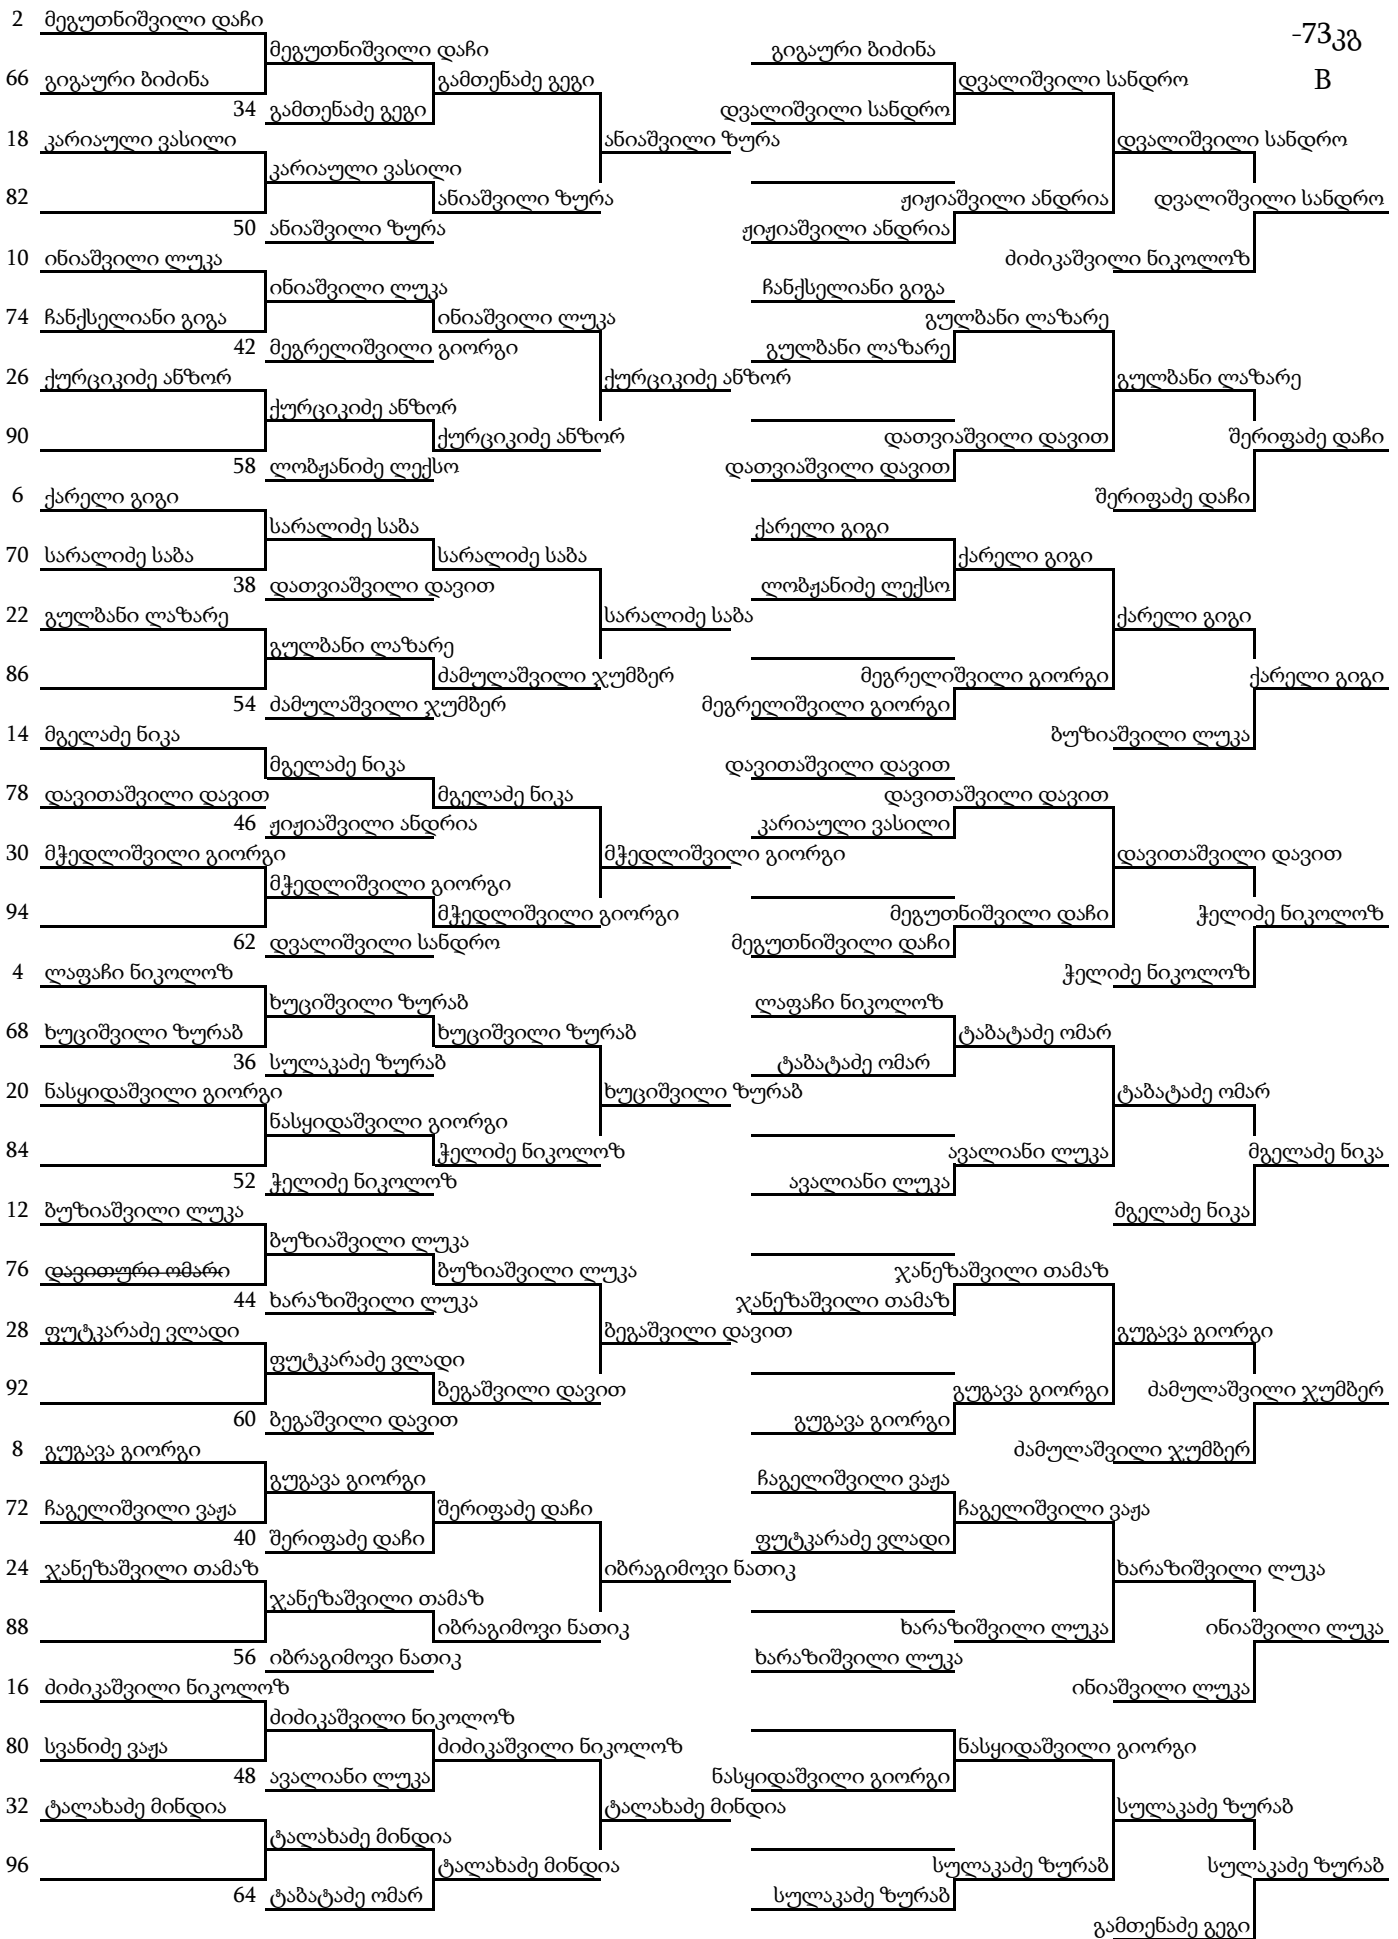 2 მეგუთნიშვილი დაჩი
-73კგ
მეგუთნიშვილი დაჩი გიგაური ბიძინა
66 გიგაური ბიძინა გამთენაძე გეგი დვალიშვილი სანდრო B
34 გამთენაძე გეგი დვალიშვილი სანდრო
18 კარიაული ვასილი ანიაშვილი ზურა დვალიშვილი სანდრო
კარიაული ვასილი
82 ანიაშვილი ზურა ჟიჟიაშვილი ანდრია დვალიშვილი სანდრო
50 ანიაშვილი ზურა ჟიჟიაშვილი ანდრია
10 ინიაშვილი ლუკა ძიძიკაშვილი ნიკოლოზ
ინიაშვილი ლუკა ჩანქსელიანი გიგა
74 ჩანქსელიანი გიგა ინიაშვილი ლუკა გულბანი ლაზარე
42 მეგრელიშვილი გიორგი გულბანი ლაზარე
26 ქურციკიძე ანზორ ქურციკიძე ანზორ გულბანი ლაზარე
ქურციკიძე ანზორ
90 ქურციკიძე ანზორ დათვიაშვილი დავით შერიფაძე დაჩი
58 ლობჟანიძე ლექსო დათვიაშვილი დავით
6 ქარელი გიგი შერიფაძე დაჩი
სარალიძე საბა ქარელი გიგი
70 სარალიძე საბა სარალიძე საბა ქარელი გიგი
38 დათვიაშვილი დავით ლობჟანიძე ლექსო
22 გულბანი ლაზარე სარალიძე საბა ქარელი გიგი
გულბანი ლაზარე
86 ძამულაშვილი ჯუმბერ მეგრელიშვილი გიორგი ქარელი გიგი
54 ძამულაშვილი ჯუმბერ მეგრელიშვილი გიორგი
14 მგელაძე ნიკა ბუზიაშვილი ლუკა
მგელაძე ნიკა დავითაშვილი დავით
78 დავითაშვილი დავით მგელაძე ნიკა დავითაშვილი დავით
46 ჟიჟიაშვილი ანდრია კარიაული ვასილი
30 მჭედლიშვილი გიორგი მჭედლიშვილი გიორგი დავითაშვილი დავით
მჭედლიშვილი გიორგი
94 მჭედლიშვილი გიორგი მეგუთნიშვილი დაჩი ჭელიძე ნიკოლოზ
62 დვალიშვილი სანდრო მეგუთნიშვილი დაჩი
4 ლაფაჩი ნიკოლოზ ჭელიძე ნიკოლოზ
ხუციშვილი ზურაბ ლაფაჩი ნიკოლოზ
68 ხუციშვილი ზურაბ ხუციშვილი ზურაბ ტაბატაძე ომარ
36 სულაკაძე ზურაბ ტაბატაძე ომარ
20 ნასყიდაშვილი გიორგი ხუციშვილი ზურაბ ტაბატაძე ომარ
ნასყიდაშვილი გიორგი
84 ჭელიძე ნიკოლოზ ავალიანი ლუკა მგელაძე ნიკა
52 ჭელიძე ნიკოლოზ ავალიანი ლუკა
12 ბუზიაშვილი ლუკა მგელაძე ნიკა
ბუზიაშვილი ლუკა
76 დავითური ომარი ბუზიაშვილი ლუკა ჯანეზაშვილი თამაზ
44 ხარაზიშვილი ლუკა ჯანეზაშვილი თამაზ
28 ფუტკარაძე ვლადი ბეგაშვილი დავით გუგავა გიორგი
ფუტკარაძე ვლადი
92 ბეგაშვილი დავით გუგავა გიორგი ძამულაშვილი ჯუმბერ
60 ბეგაშვილი დავით გუგავა გიორგი
8 გუგავა გიორგი ძამულაშვილი ჯუმბერ
გუგავა გიორგი ჩაგელიშვილი ვაჟა
72 ჩაგელიშვილი ვაჟა შერიფაძე დაჩი ჩაგელიშვილი ვაჟა
40 შერიფაძე დაჩი ფუტკარაძე ვლადი
24 ჯანეზაშვილი თამაზ იბრაგიმოვი ნათიკ ხარაზიშვილი ლუკა
ჯანეზაშვილი თამაზ
88 იბრაგიმოვი ნათიკ ხარაზიშვილი ლუკა ინიაშვილი ლუკა
56 იბრაგიმოვი ნათიკ ხარაზიშვილი ლუკა
16 ძიძიკაშვილი ნიკოლოზ ინიაშვილი ლუკა
ძიძიკაშვილი ნიკოლოზ
80 სვანიძე ვაჟა ძიძიკაშვილი ნიკოლოზ ნასყიდაშვილი გიორგი
48 ავალიანი ლუკა ნასყიდაშვილი გიორგი
32 ტალახაძე მინდია ტალახაძე მინდია სულაკაძე ზურაბ
ტალახაძე მინდია
96 ტალახაძე მინდია სულაკაძე ზურაბ სულაკაძე ზურაბ
64 ტაბატაძე ომარ სულაკაძე ზურაბ
გამთენაძე გეგი